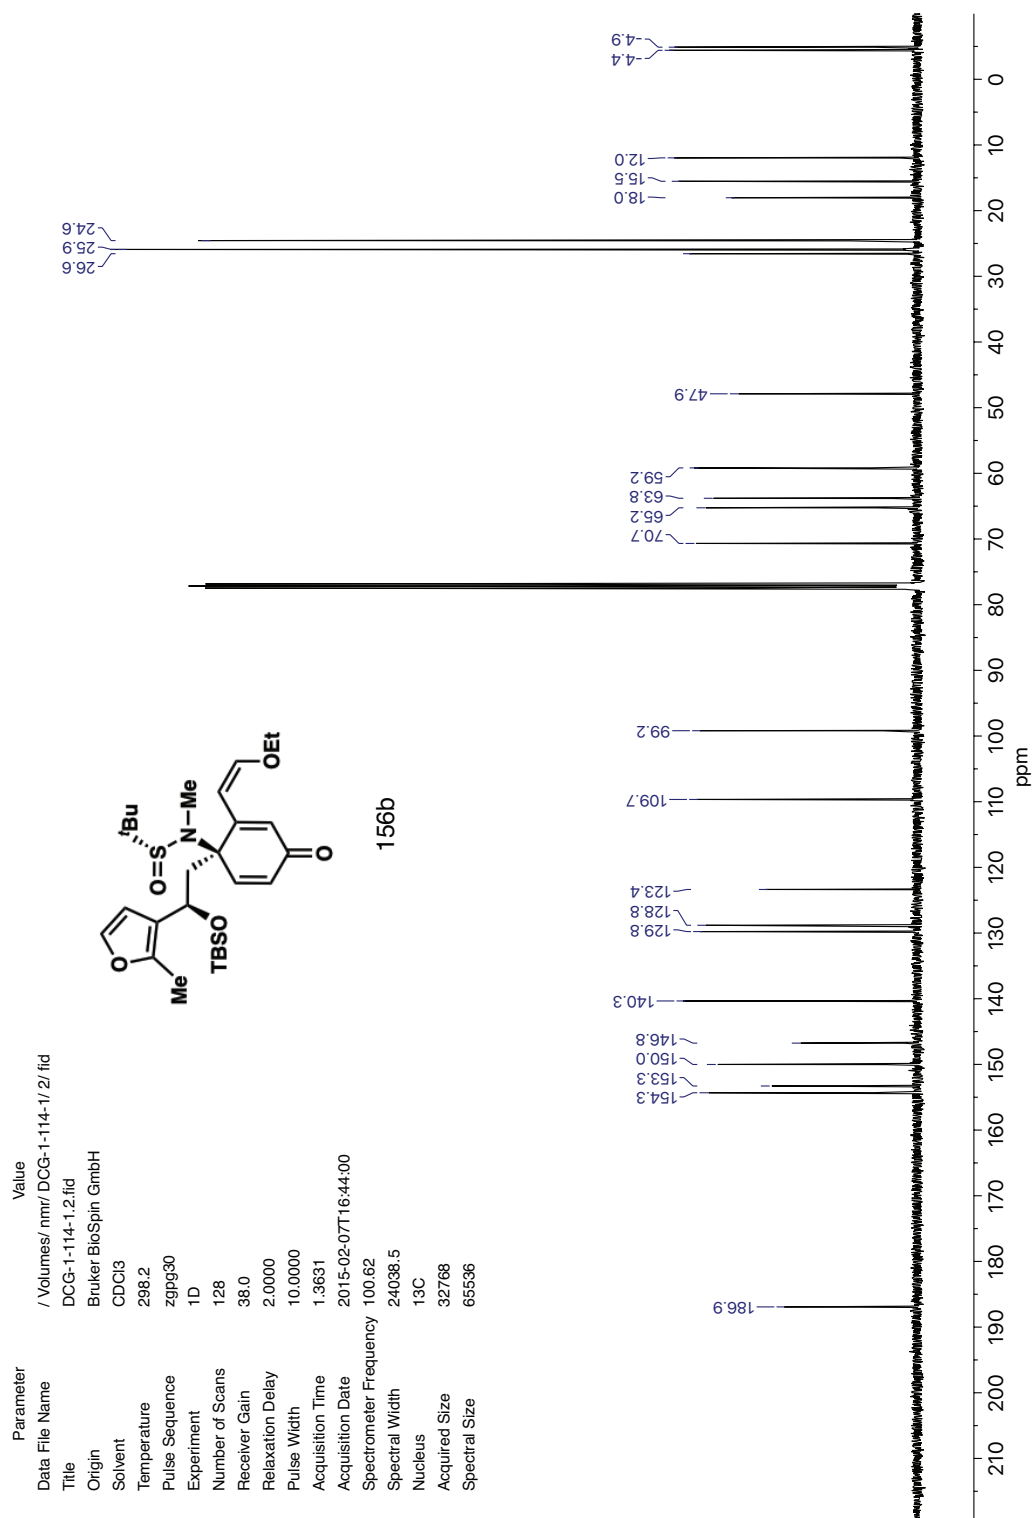 Parameter Value
Data File Name / Volumes/ nmr/ DCG-1-114-1/ 2/ fid
Title DCG-1-114-1.2.fid
Origin Bruker BioSpin GmbH
Solvent CDCl3
Temperature 298.2
Pulse Sequence zgpg30
Experiment 1D
Number of Scans 128
Receiver Gain 38.0
Relaxation Delay 2.0000
Pulse Width 10.0000
Acquisition Time 1.3631
Acquisition Date 2015-02-07T16:44:00
Spectrometer Frequency 100.62
Spectral Width 24038.5
Nucleus 13C
Acquired Size 32768
Spectral Size 65536
O
Me
TBSO
O=S
tBu
N-Me
OEt
O
156b
186.9
154.3
153.3
150.0
146.8
140.3
129.8
128.8
123.4
109.7
99.2
70.7
65.2
63.8
59.2
47.9
26.6
25.9
24.6
18.0
15.5
12.0
-4.4
-4.9
210 200 190 180 170 160 150 140 130 120 110 100 90 80 70 60 50 40 30 20 10 0
ppm